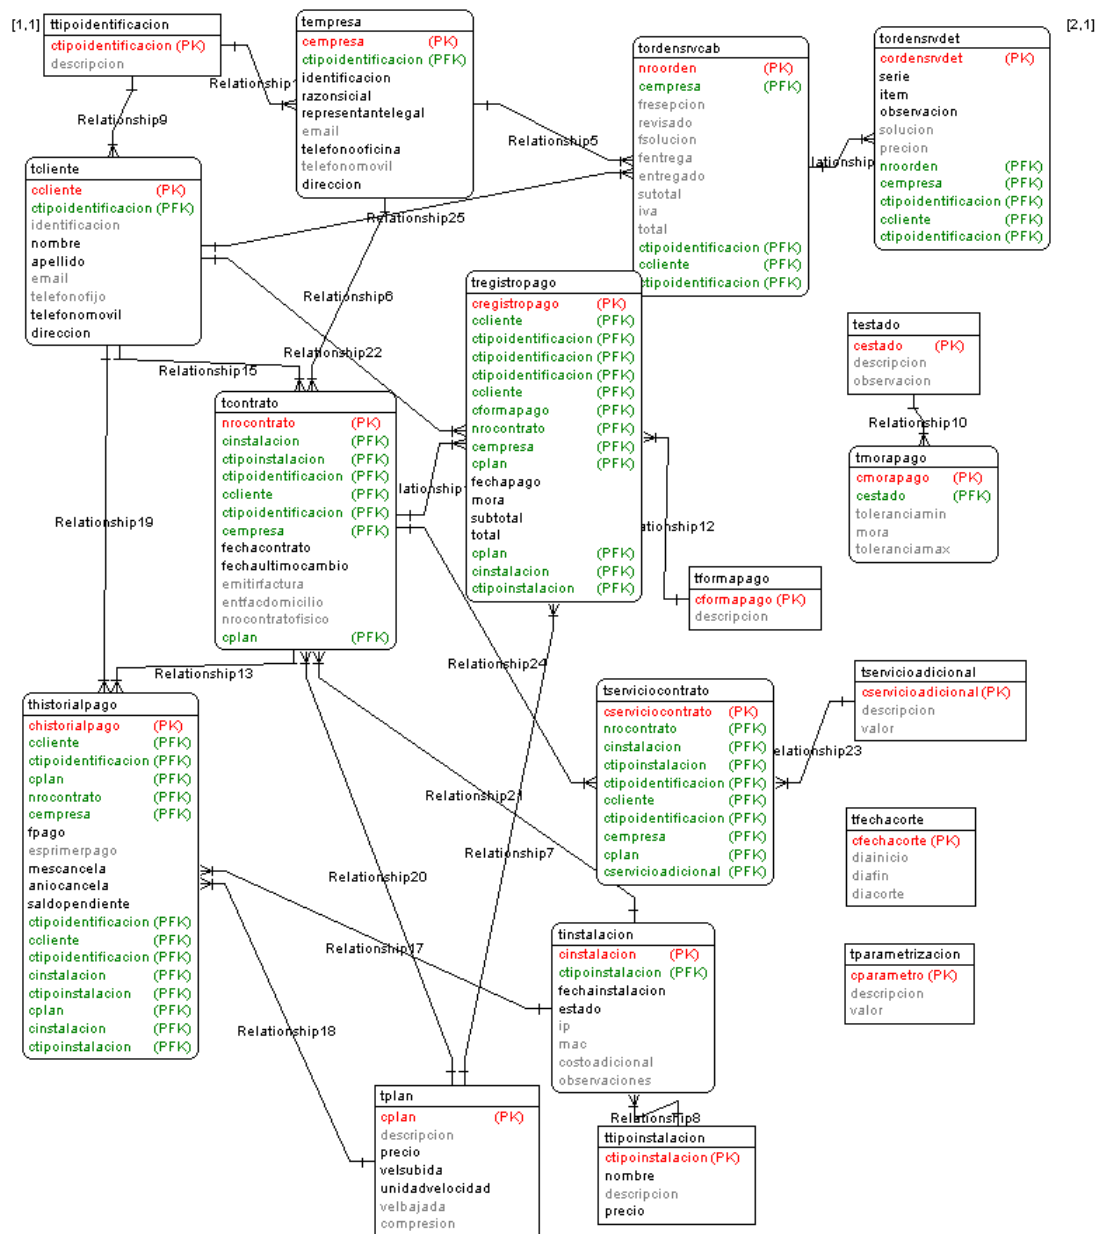 [1,1]
ttipoidentificacion
ctipoidentificacion (PK)
descripcion
tempresa
cempresa (PK)
ctipoidentificacion (PFK)
identificacion
razonsicial
representantelegal
email
telefonooficina
telefonomovil
direccion
tordensrvcab
nroorden (PK)
cempresa (PFK)
fresepcion
revisado
fsolucion
fentrega
entregado
sutotal
iva
total
ctipoidentificacion (PFK)
ccliente (PFK)
ctipoidentificacion (PFK)
tordensrvdet
cordensrvdet (PK)
serie
item
observacion
solucion
precion
nroorden (PFK)
cempresa (PFK)
ctipoidentificacion (PFK)
ccliente (PFK)
ctipoidentificacion (PFK)
[2,1]
Relationship
Relationship9
Relationship5
elationship
Relationship25
tcliente
ccliente (PK)
ctipoidentificacion (PFK)
identificacion
nombre
apellido
email
telefonofijo
telefonomovil
direccion
Relationship6
Relationship22
Relationship15
tregistropago
cregistropago (PK)
ccliente (PFK)
ctipoidentificacion (PFK)
ctipoidentificacion (PFK)
ctipoidentificacion (PFK)
ccliente (PFK)
cformapago (PFK)
nrocontrato (PFK)
cempresa (PFK)
cplan (PFK)
fechapago
mora
subtotal
total
cplan (PFK)
cinstalacion (PFK)
ctipoinstalacion (PFK)
testado
cestado (PK)
descripcion
observacion
Relationship10
tmorapago
cmorapago (PK)
cestado (PFK)
toleranciamin
mora
toleranciamax
tcontrato
nrocontrato (PK)
cinstalacion (PFK)
ctipoinstalacion (PFK)
ctipoidentificacion (PFK)
ccliente (PFK)
ctipoidentificacion (PFK)
cempresa (PFK)
fechacontrato
fechaultimocambio
emitirfactura
entfacdomicilio
nrocontratofisico
cplan (PFK)
elationship
Relationship19
ationship12
tformapago
cformapago (PK)
descripcion
Relationship13
Relationship24
thistorialpago
chistorialpago (PK)
ccliente (PFK)
ctipoidentificacion (PFK)
cplan (PFK)
nrocontrato (PFK)
cempresa (PFK)
fpago
esprimerpago
mescancela
aniocancela
saldopendiente
ctipoidentificacion (PFK)
ccliente (PFK)
ctipoidentificacion (PFK)
cinstalacion (PFK)
ctipoinstalacion (PFK)
cplan (PFK)
cinstalacion (PFK)
ctipoinstalacion (PFK)
tserviciocontrato
cserviciocontrato (PK)
nrocontrato (PFK)
cinstalacion (PFK)
ctipoinstalacion (PFK)
ctipoidentificacion (PFK)
ccliente (PFK)
ctipoidentificacion (PFK)
cempresa (PFK)
cplan (PFK)
cservicioadicional (PFK)
elationship23
tservicioadicional
cservicioadicional (PK)
descripcion
valor
Relationship21
Relationship7
Relationship20
tfechacorte
cfechacorte (PK)
diainicio
diafin
diacorte
Relationship17
tinstalacion
cinstalacion (PK)
ctipoinstalacion (PFK)
fechainstalacion
estado
ip
mac
costoadicional
observaciones
tparametrizacion
cparametro (PK)
descripcion
valor
Relationship18
tplan
cplan (PK)
descripcion
precio
velsubida
unidadvelocidad
velbajada
compresion
Relationship8
ttipoinstalacion
ctipoinstalacion (PK)
nombre
descripcion
precio